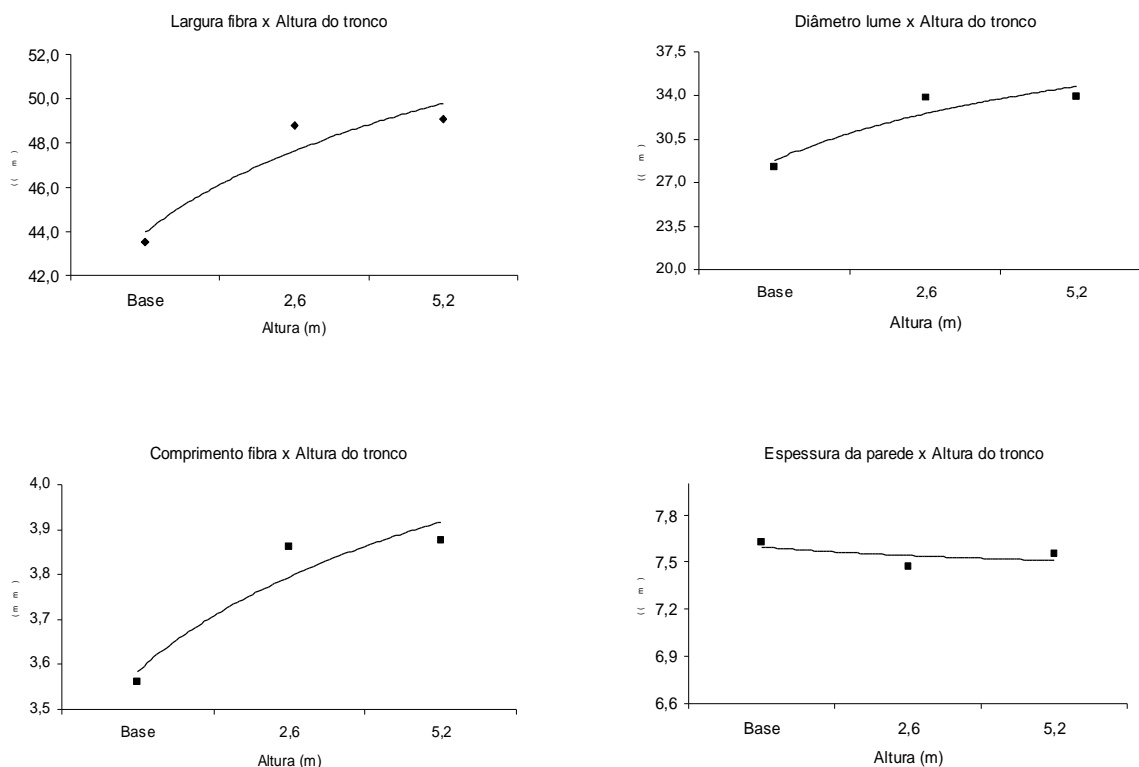 Largura fibra x Altura do tronco
52,0
50,0
48,0
46,0
44,0
42,0
Base 2,6 5,2
Altura (m)
Diâmetro lume x Altura do tronco
37,5
34,0
30,5
27,0
23,5
20,0
Base 2,6 5,2
Altura (m)
Comprimento fibra x Altura do tronco
4,0
3,9
3,8
3,7
3,6
3,5
(mm)
Base 2,6 5,2
Altura (m)
Espessura da parede x Altura do tronco
7,8
7,5
7,2
6,9
6,6
Base 2,6 5,2
Altura (m)